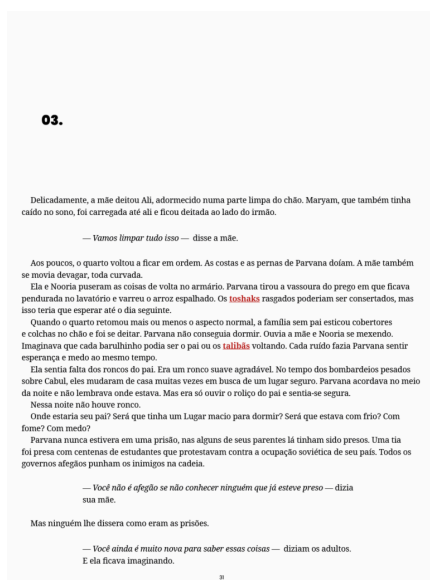 03.
Delicadamente, a mãe deitou Ali, adormecido numa parte limpa do chão. Maryam, que também tinha
caído no sono, foi carregada até ali e ficou deitada ao lado do irmão.
— Vamos limpar tudo isso — disse a mãe.
Aos poucos, o quarto voltou a ficar em ordem. As costas e as pernas de Parvana doíam. A mãe também
se movia devagar, toda curvada.
Ela e Nooria puseram as coisas de volta no armário. Parvana tirou a vassoura do prego em que ficava
pendurada no lavatório e varreu o arroz espalhado. Os toshaks rasgados poderiam ser consertados, mas
isso teria que esperar até o dia seguinte.
Quando o quarto retomou mais ou menos o aspecto normal, a família sem pai esticou cobertores
e colchas no chão e foi se deitar. Parvana não conseguia dormir. Ouvia a mãe e Nooria se mexendo.
Imaginava que cada barulhinho podia ser o pai ou os talibãs voltando. Cada ruído fazia Parvana sentir
esperança e medo ao mesmo tempo.
Ela sentia falta dos roncos do pai. Era um ronco suave agradável. No tempo dos bombardeios pesados
sobre Cabul, eles mudaram de casa muitas vezes em busca de um lugar seguro. Parvana acordava no meio
da noite e não lembrava onde estava. Mas era só ouvir o roliço do pai e sentia-se segura.
Nessa noite não houve ronco.
Onde estaria seu pai? Será que tinha um Lugar macio para dormir? Será que estava com frio? Com
fome? Com medo?
Parvana nunca estivera em uma prisão, nas alguns de seus parentes lá tinham sido presos. Uma tia
foi presa com centenas de estudantes que protestavam contra a ocupação soviética de seu país. Todos os
governos afegãos punham os inimigos na cadeia.
— Você não é afegão se não conhecer ninguém que já esteve preso — dizia
sua mãe.
Mas ninguém lhe dissera como eram as prisões.
— Você ainda é muito nova para saber essas coisas — diziam os adultos.
E ela ficava imaginando.
31